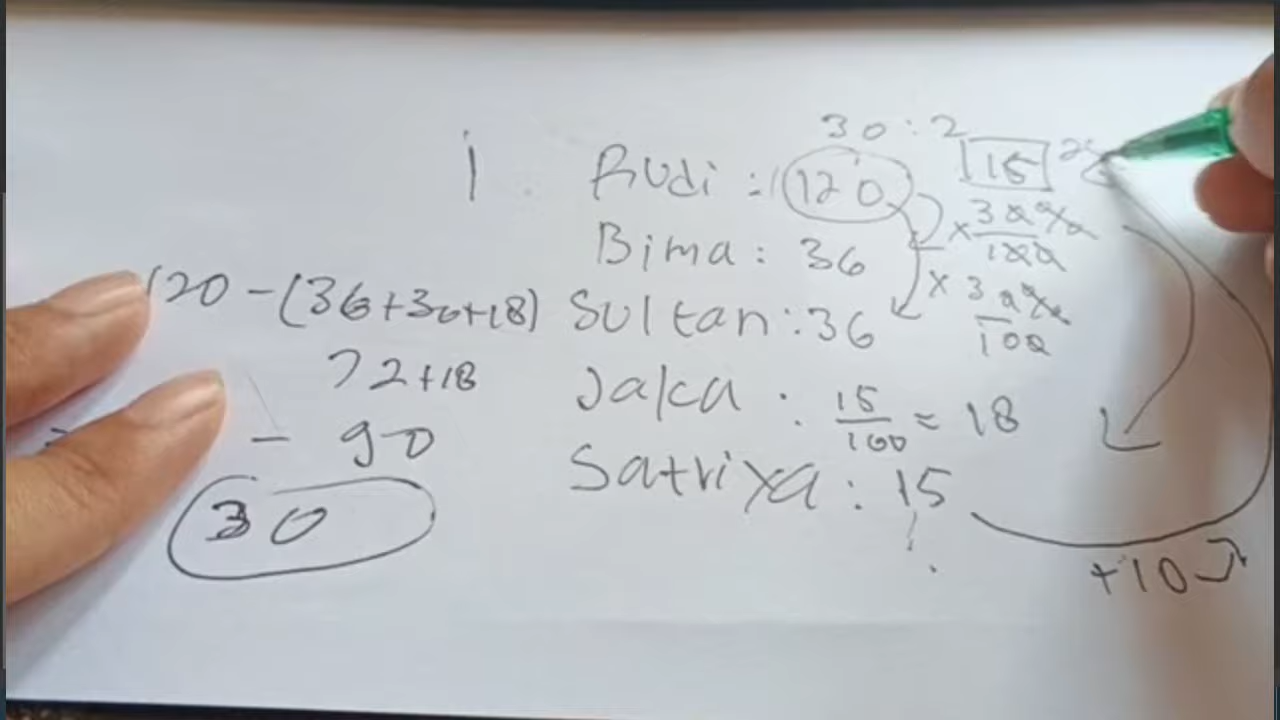 30 : 2
1. Rudi : 120 15
× 30%
100
Bima : 36
× 30%
100
120 - (36+30+18) Sultan : 36
72+18
Jaka : 15/100 = 18
- 90
Satriya : 15
30
+10